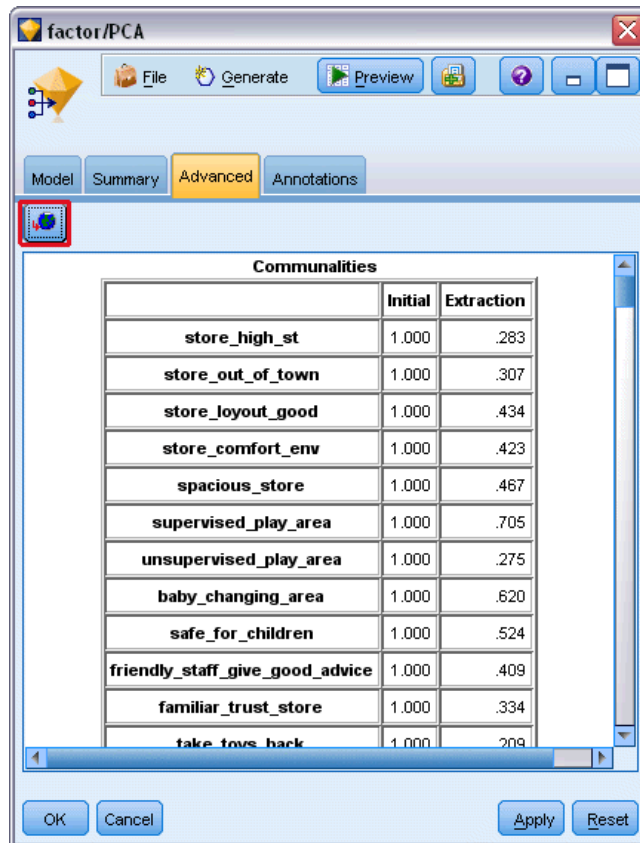 factor/PCA
File Generate Preview
Model Summary Advanced Annotations
Communalities
Initial Extraction
store_high_st 1.000 .283
store_out_of_town 1.000 .307
store_loyout_good 1.000 .434
store_comfort_env 1.000 .423
spacious_store 1.000 .467
supervised_play_area 1.000 .705
unsupervised_play_area 1.000 .275
baby_changing_area 1.000 .620
safe_for_children 1.000 .524
friendly_staff_give_good_advice 1.000 .409
familiar_trust_store 1.000 .334
take_toys_back 1.000 .209
OK Cancel Apply Reset